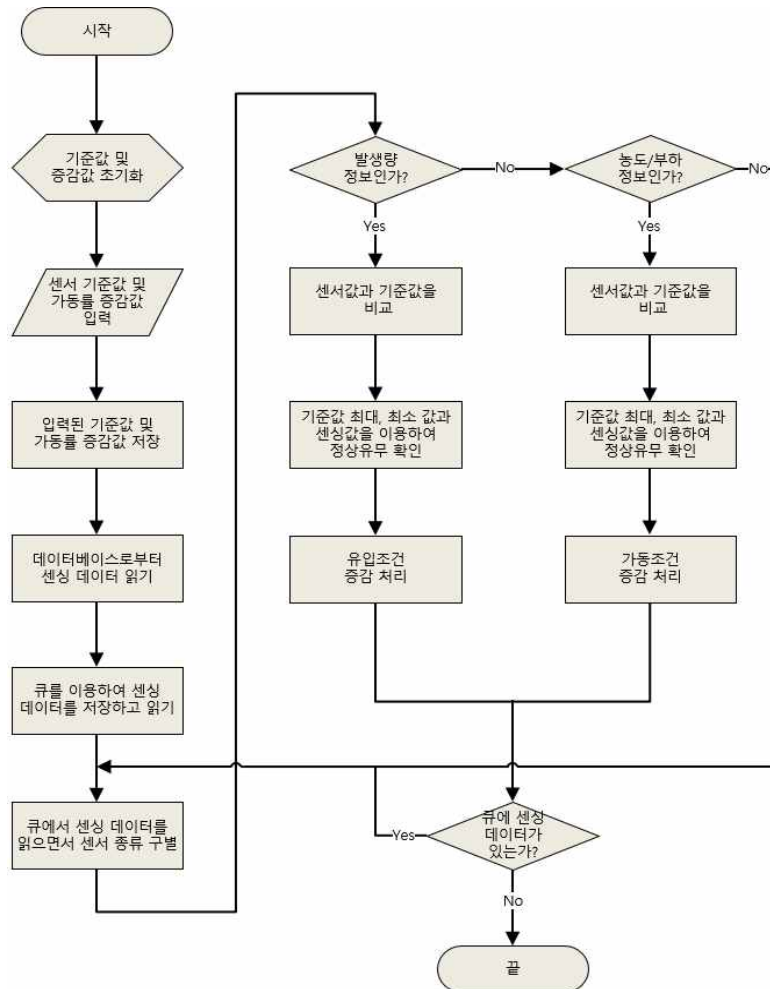 시작
기준값 및
증감값 초기화
센서 기준값 및
가동률 증감값
입력
입력된 기준값 및
가동률 증감값 저장
데이터베이스로부터
센싱 데이터 읽기
큐를 이용하여 센싱
데이터를 저장하고 읽기
큐에서 센싱 데이터를
읽으면서 센서 종류 구별
발생량
정보인가?
No
Yes
센서값과 기준값을
비교
기준값 최대, 최소 값과
센싱값을 이용하여
정상유무 확인
유입조건
증감 처리
농도/부하
정보인가?
No
Yes
센서값과 기준값을
비교
기준값 최대, 최소 값과
센싱값을 이용하여
정상유무 확인
가동조건
증감 처리
큐에 센싱
데이터가
있는가?
Yes
No
끝